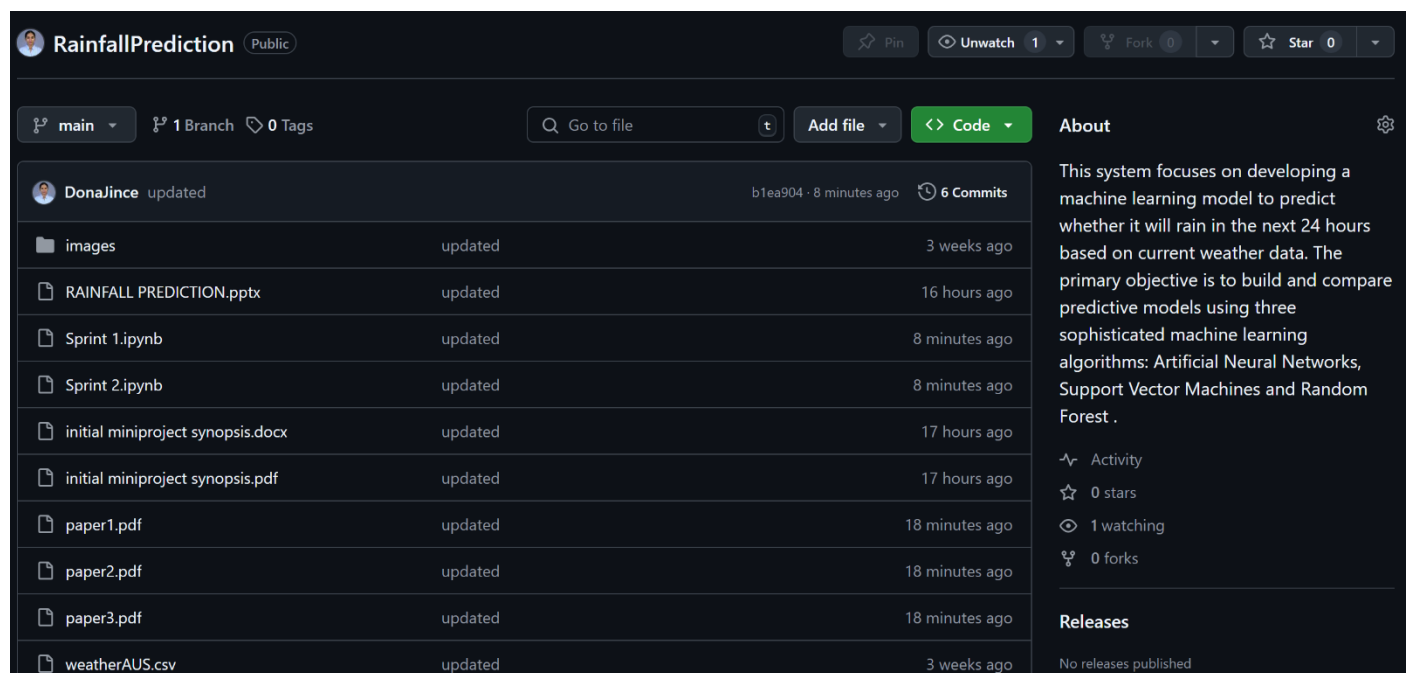 RainfallPrediction Public
Pin Unwatch 1 Fork 0 Star 0
main 1 Branch 0 Tags Go to file t Add file <> Code
DonaJince updated b1ea904 · 8 minutes ago 6 Commits
images updated 3 weeks ago
RAINFALL PREDICTION.pptx updated 16 hours ago
Sprint 1.ipynb updated 8 minutes ago
Sprint 2.ipynb updated 8 minutes ago
initial miniproject synopsis.docx updated 17 hours ago
initial miniproject synopsis.pdf updated 17 hours ago
paper1.pdf updated 18 minutes ago
paper2.pdf updated 18 minutes ago
paper3.pdf updated 18 minutes ago
weatherAUS.csv updated 3 weeks ago
About
This system focuses on developing a
machine learning model to predict
whether it will rain in the next 24 hours
based on current weather data. The
primary objective is to build and compare
predictive models using three
sophisticated machine learning
algorithms: Artificial Neural Networks,
Support Vector Machines and Random
Forest .
Activity
0 stars
1 watching
0 forks
Releases
No releases published